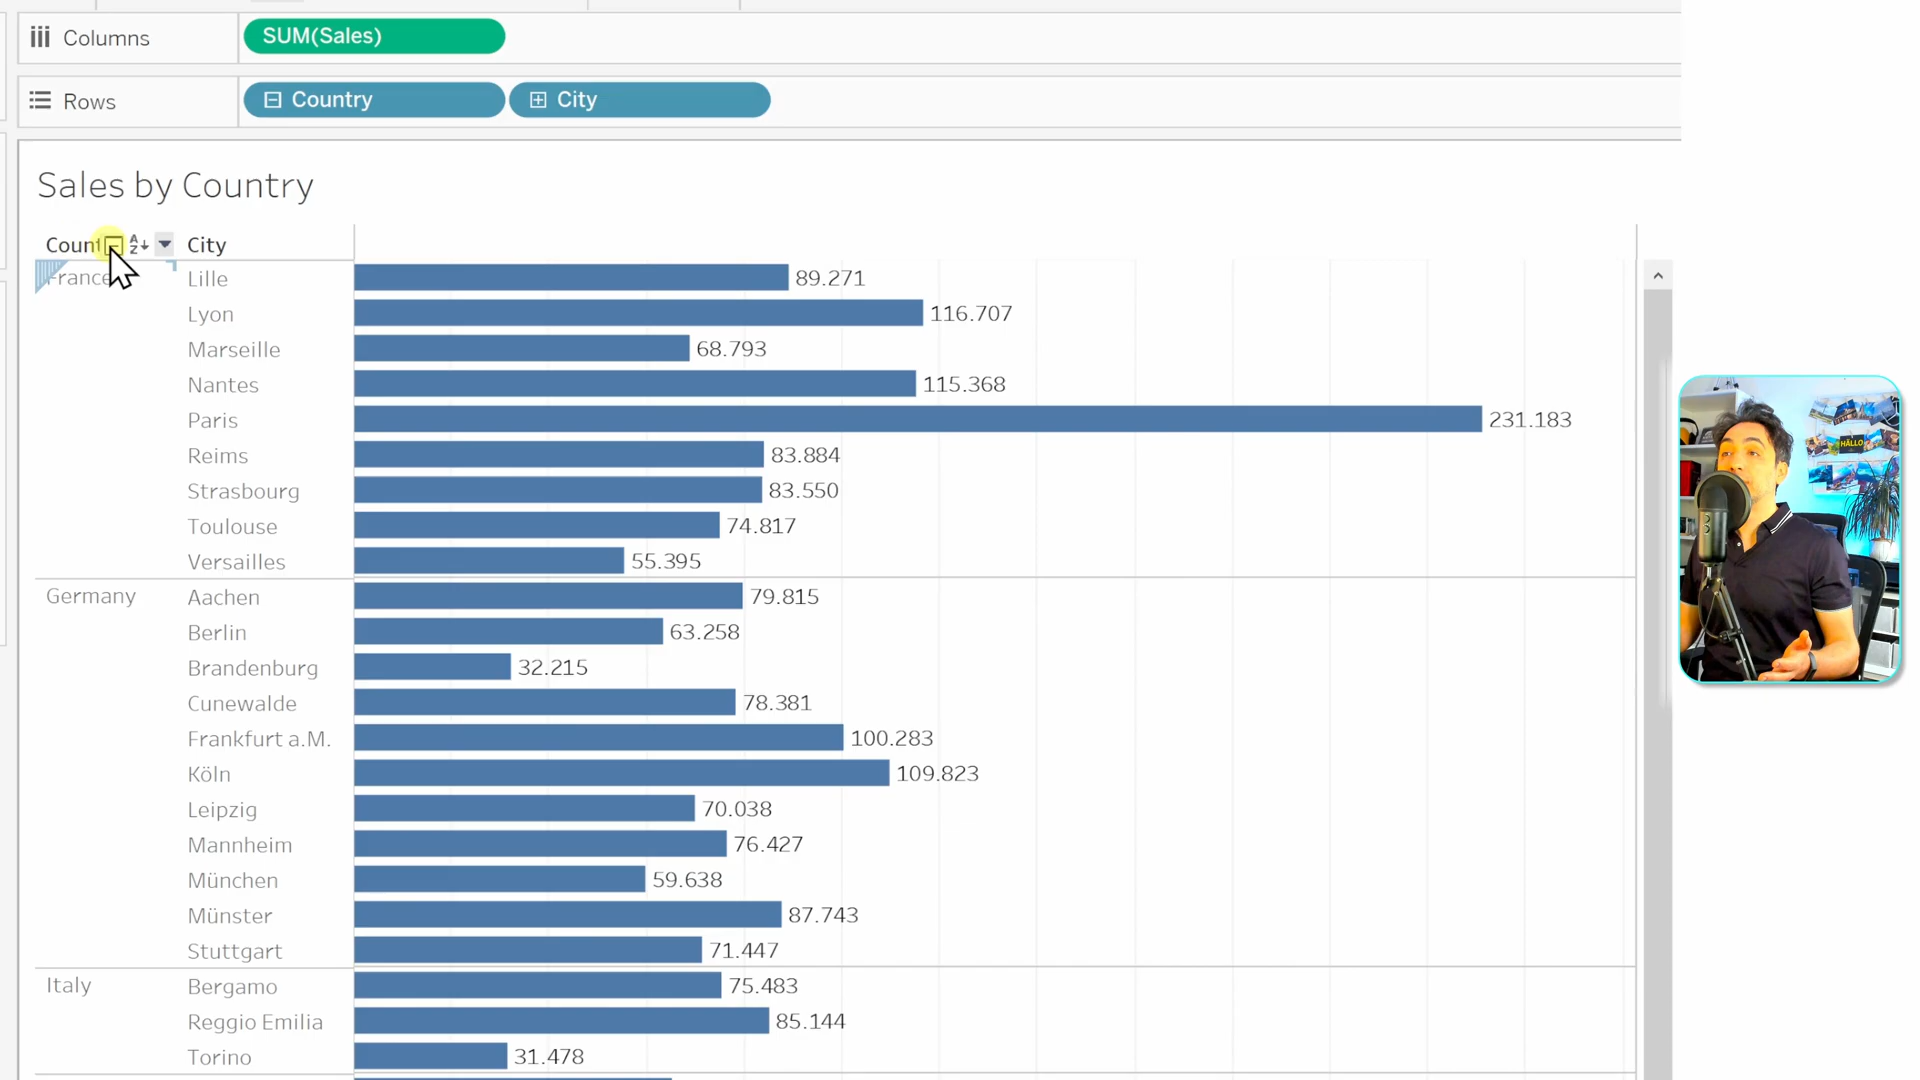 Columns SUM(Sales)
Rows Country City
Sales by Country
Count City
France Lille 89.271
Lyon 116.707
Marseille 68.793
Nantes 115.368
Paris 231.183
Reims 83.884
Strasbourg 83.550
Toulouse 74.817
Versailles 55.395
Germany Aachen 79.815
Berlin 63.258
Brandenburg 32.215
Cunewalde 78.381
Frankfurt a.M. 100.283
Köln 109.823
Leipzig 70.038
Mannheim 76.427
München 59.638
Münster 87.743
Stuttgart 71.447
Italy Bergamo 75.483
Reggio Emilia 85.144
Torino 31.478
HALLO